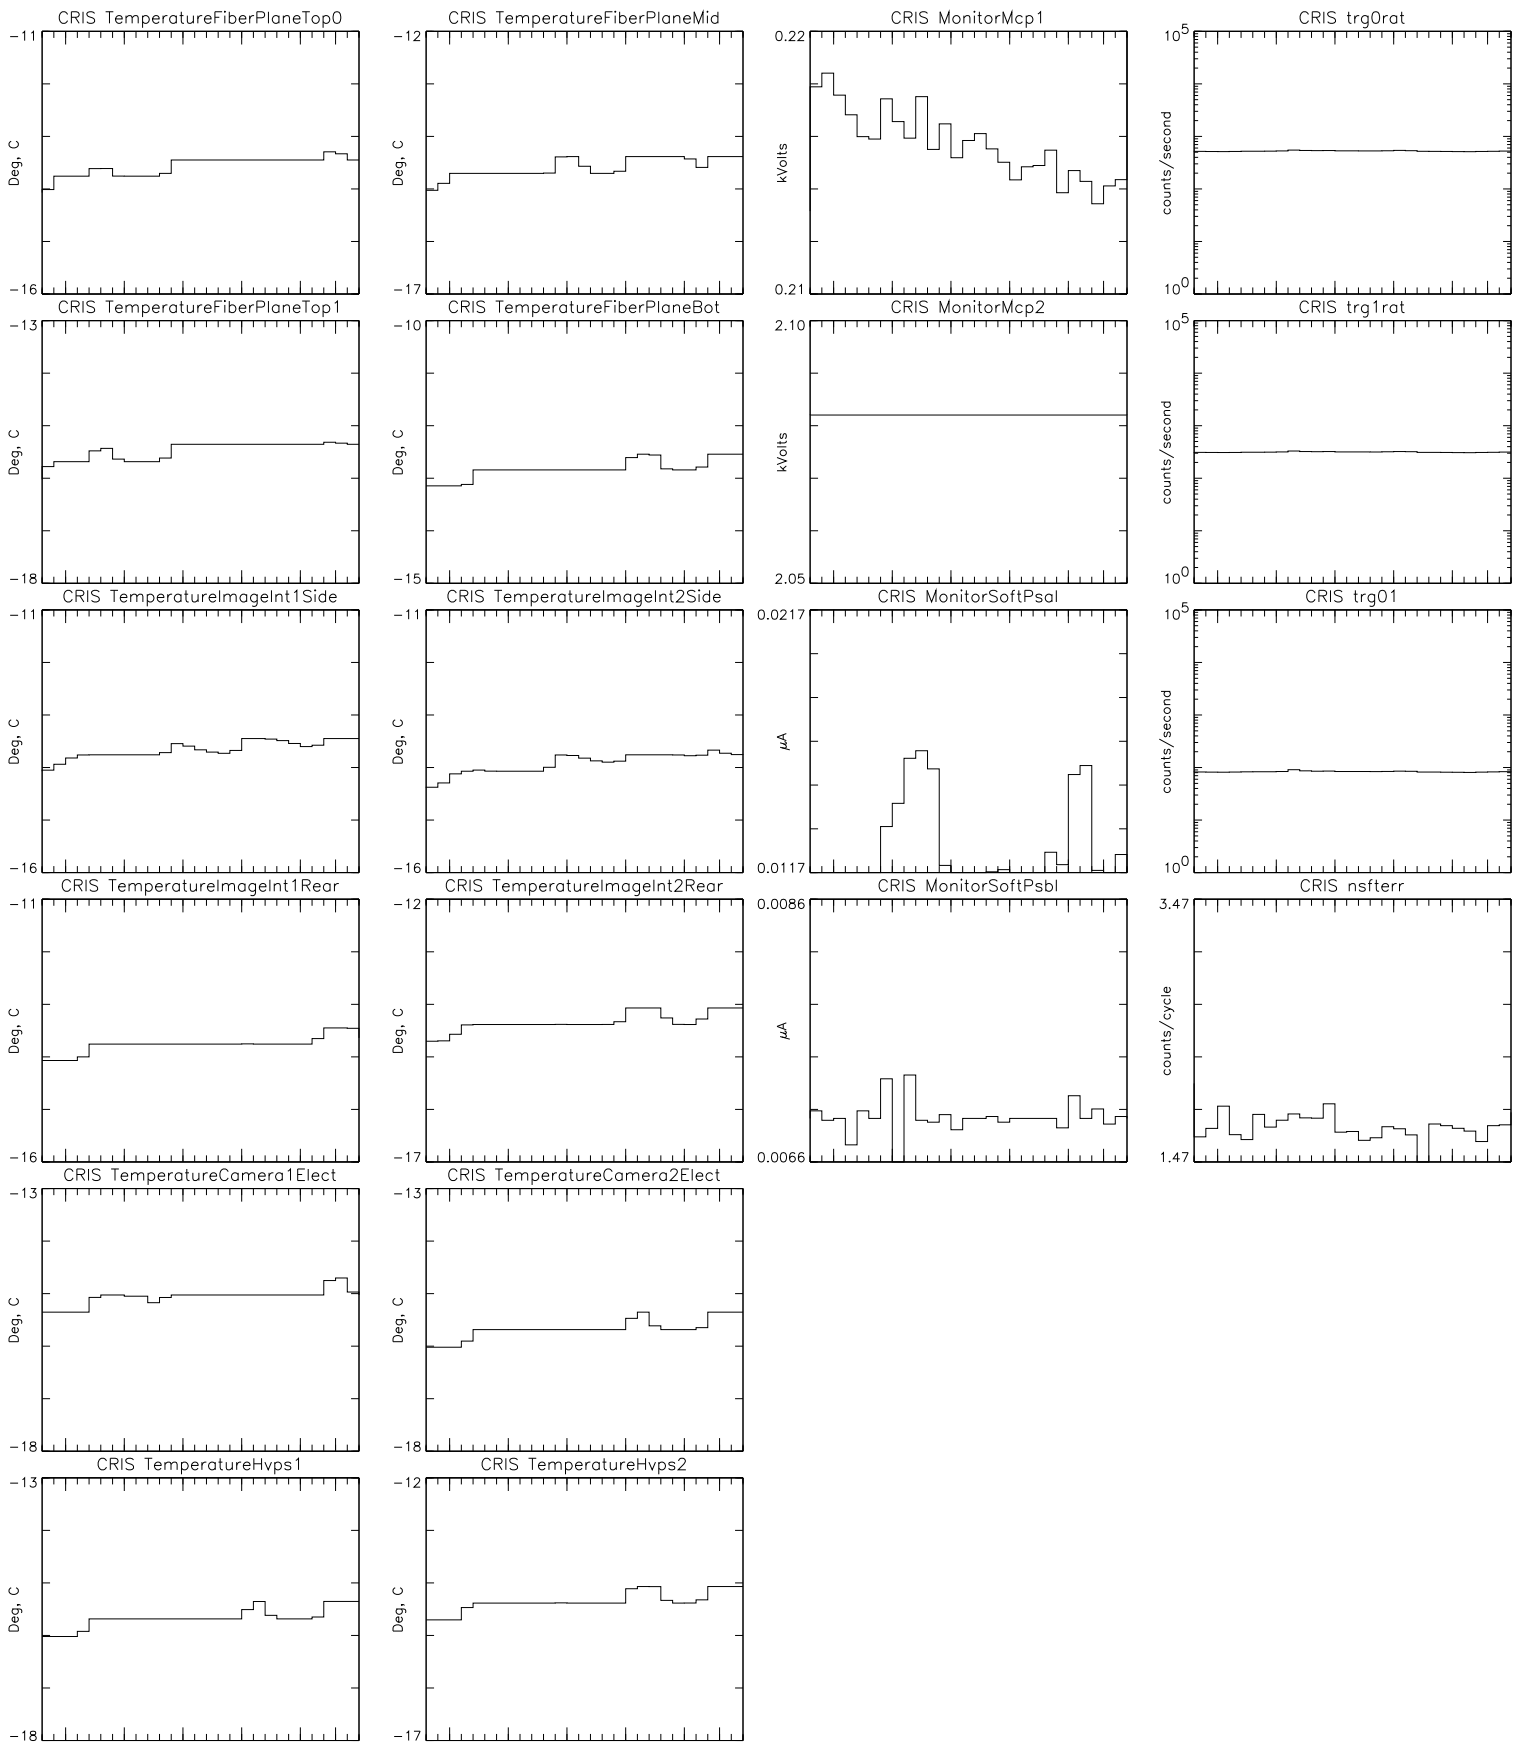 CRIS TemperatureFiberPlaneTop0
-11
Deg, C
-16
CRIS TemperatureFiberPlaneMid
-12
Deg, C
-17
CRIS MonitorMcp1
0.22
kVolts
0.21
CRIS trg0rat
10^5
counts/second
10^0
CRIS TemperatureFiberPlaneTop1
-13
Deg, C
-18
CRIS TemperatureFiberPlaneBot
-10
Deg, C
-15
CRIS MonitorMcp2
2.10
kVolts
2.05
CRIS trg1rat
10^5
counts/second
10^0
CRIS TemperatureImageInt1Side
-11
Deg, C
-16
CRIS TemperatureImageInt2Side
-11
Deg, C
-16
CRIS MonitorSoftPsaI
0.0217
μA
0.0117
CRIS trg01
10^5
counts/second
10^0
CRIS TemperatureImageInt1Rear
-11
Deg, C
-16
CRIS TemperatureImageInt2Rear
-12
Deg, C
-17
CRIS MonitorSoftPsbI
0.0086
μA
0.0066
CRIS nsfterr
3.47
counts/cycle
1.47
CRIS TemperatureCamera1Elect
-13
Deg, C
-18
CRIS TemperatureCamera2Elect
-13
Deg, C
-18
CRIS TemperatureHvps1
-13
Deg, C
-18
CRIS TemperatureHvps2
-12
Deg, C
-17